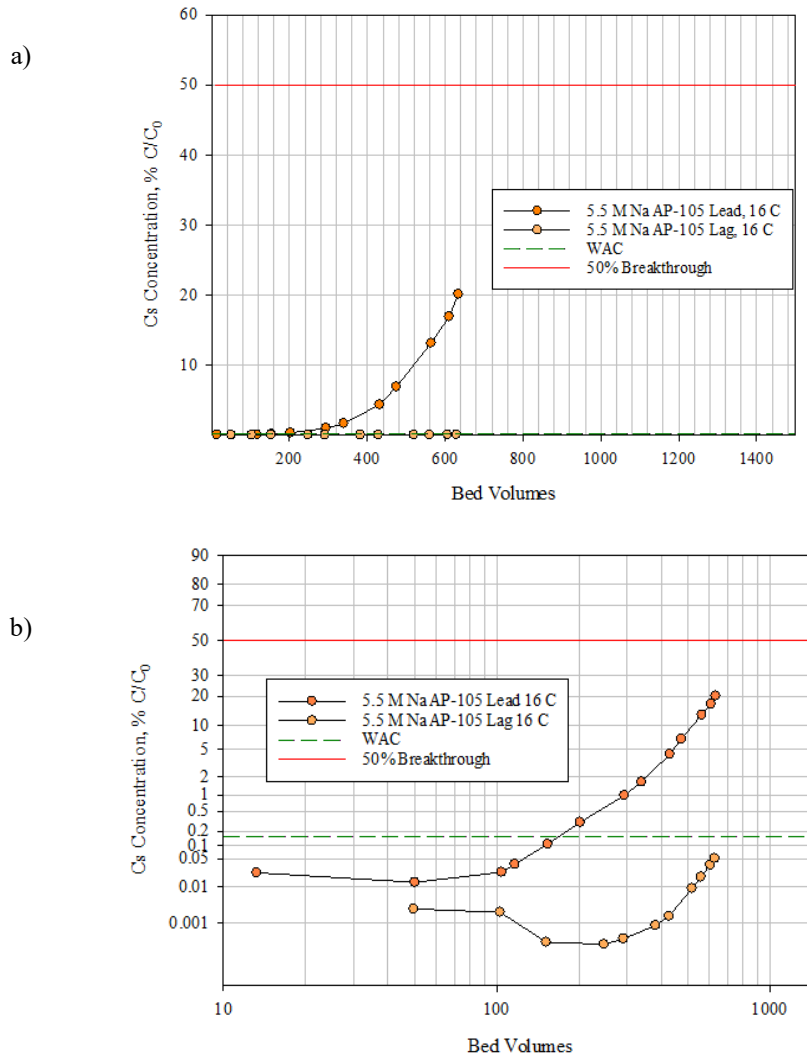 a)
Cs Concentration, % C/C₀
60
50
40
30
20
10
5.5 M Na AP-105 Lead, 16 C
5.5 M Na AP-105 Lag, 16 C
WAC
50% Breakthrough
200 400 600 800 1000 1200 1400
Bed Volumes
b)
Cs Concentration, % C/C₀
90
80
70
50
30
20
10
5
2
1
0.5
0.2
0.1
0.05
0.01
0.001
5.5 M Na AP-105 Lead 16 C
5.5 M Na AP-105 Lag 16 C
WAC
50% Breakthrough
10 100 1000
Bed Volumes